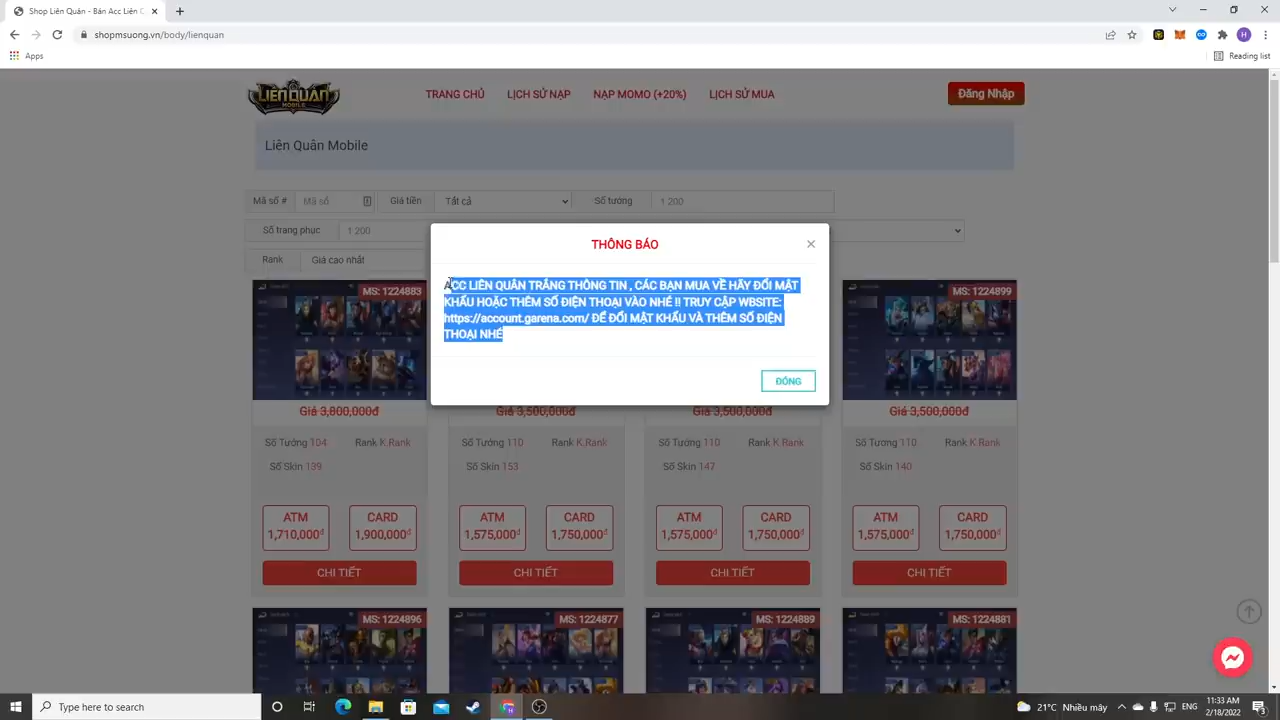 Shop Liên Quân - Bán Acc Liên
shopmsuong.vn/body/lienquan
Apps
Reading list
LIÊN QUÂN
MOBILE
TRANG CHỦ
LỊCH SỬ NẠP
NẠP MOMO (+20%)
LỊCH SỬ MUA
Đăng Nhập
Liên Quân Mobile
Mã số #
Mã số
Giá tiền
Tất cả
Số tướng
1 200
Số trang phục
1 200
Rank
Giá cao nhất
THÔNG BÁO
×
ACC LIÊN QUÂN TRẮNG THÔNG TIN , CÁC BẠN MUA VỀ HÃY ĐỔI MẬT
KHẨU HOẶC THÊM SỐ ĐIỆN THOẠI VÀO NHÉ !! TRUY CẬP WBSITE:
https://account.garena.com/ ĐỂ ĐỔI MẬT KHẨU VÀ THÊM SỐ ĐIỆN
THOẠI NHÉ
ĐÓNG
MS: 1224883
MS: 1224899
Giá 3,800,000đ
Giá 3,500,000đ
Giá 3,500,000đ
Giá 3,500,000đ
Số Tướng 104 Rank K.Rank
Số Tướng 110 Rank K.Rank
Số Tướng 110 Rank K.Rank
Số Tướng 110 Rank K.Rank
Số Skin 139
Số Skin 153
Số Skin 147
Số Skin 140
ATM
1,710,000đ
CARD
1,900,000đ
ATM
1,575,000đ
CARD
1,750,000đ
ATM
1,575,000đ
CARD
1,750,000đ
ATM
1,575,000đ
CARD
1,750,000đ
CHI TIẾT
CHI TIẾT
CHI TIẾT
CHI TIẾT
MS: 1224896
MS: 1224877
MS: 1224889
MS: 1224881
Type here to search
21°C Nhiều mây
11:33 AM
2/18/2022